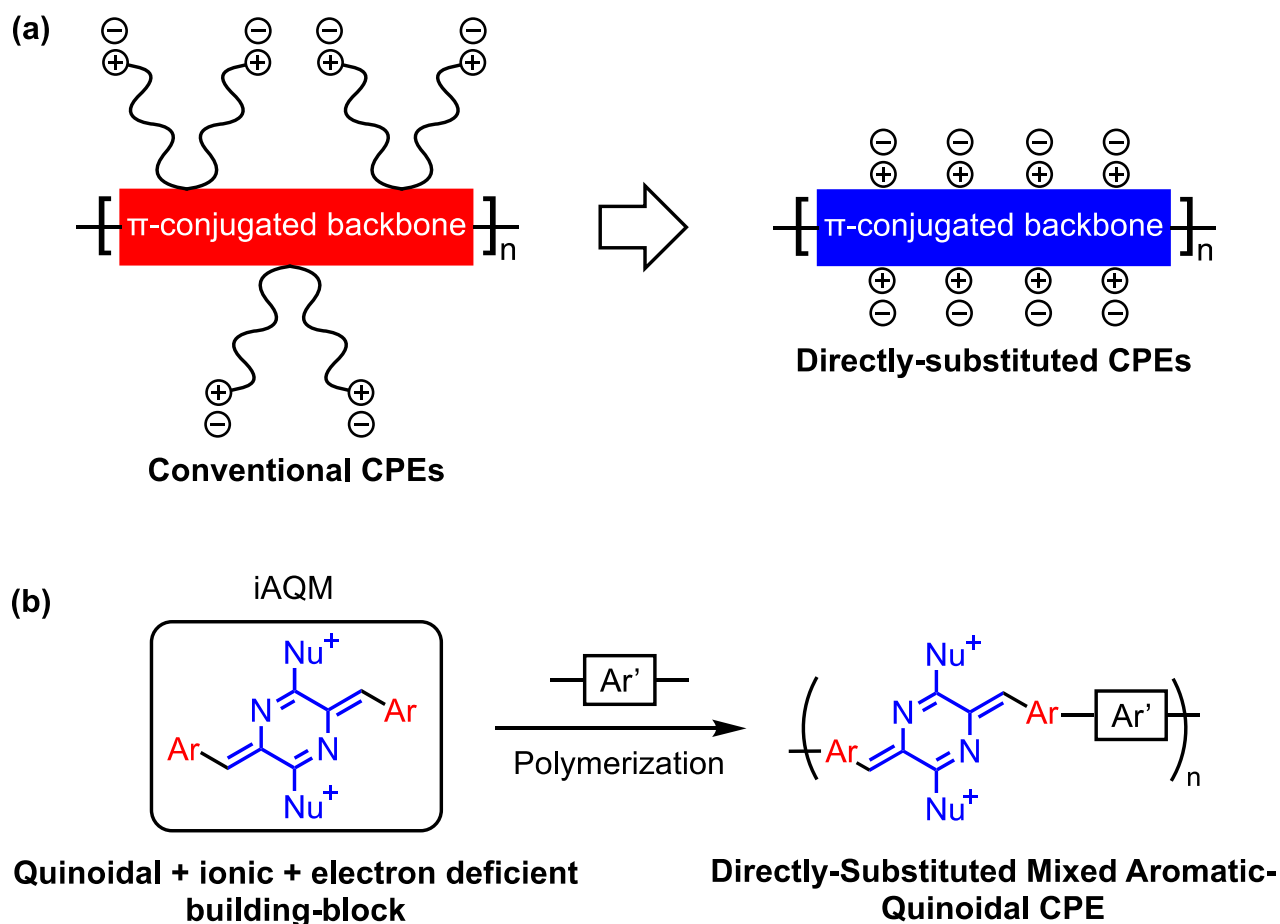 (a)
π-conjugated backbone
n
π-conjugated backbone
n
Directly-substituted CPEs
Conventional CPEs
(b)
iAQM
Nu+
N
Ar
Ar
N
Nu+
Ar’
Polymerization
Nu+
N
Ar
Ar’
Ar
N
n
Nu+
Quinoidal + ionic + electron deficient
building-block
Directly-Substituted Mixed Aromatic-
Quinoidal CPE